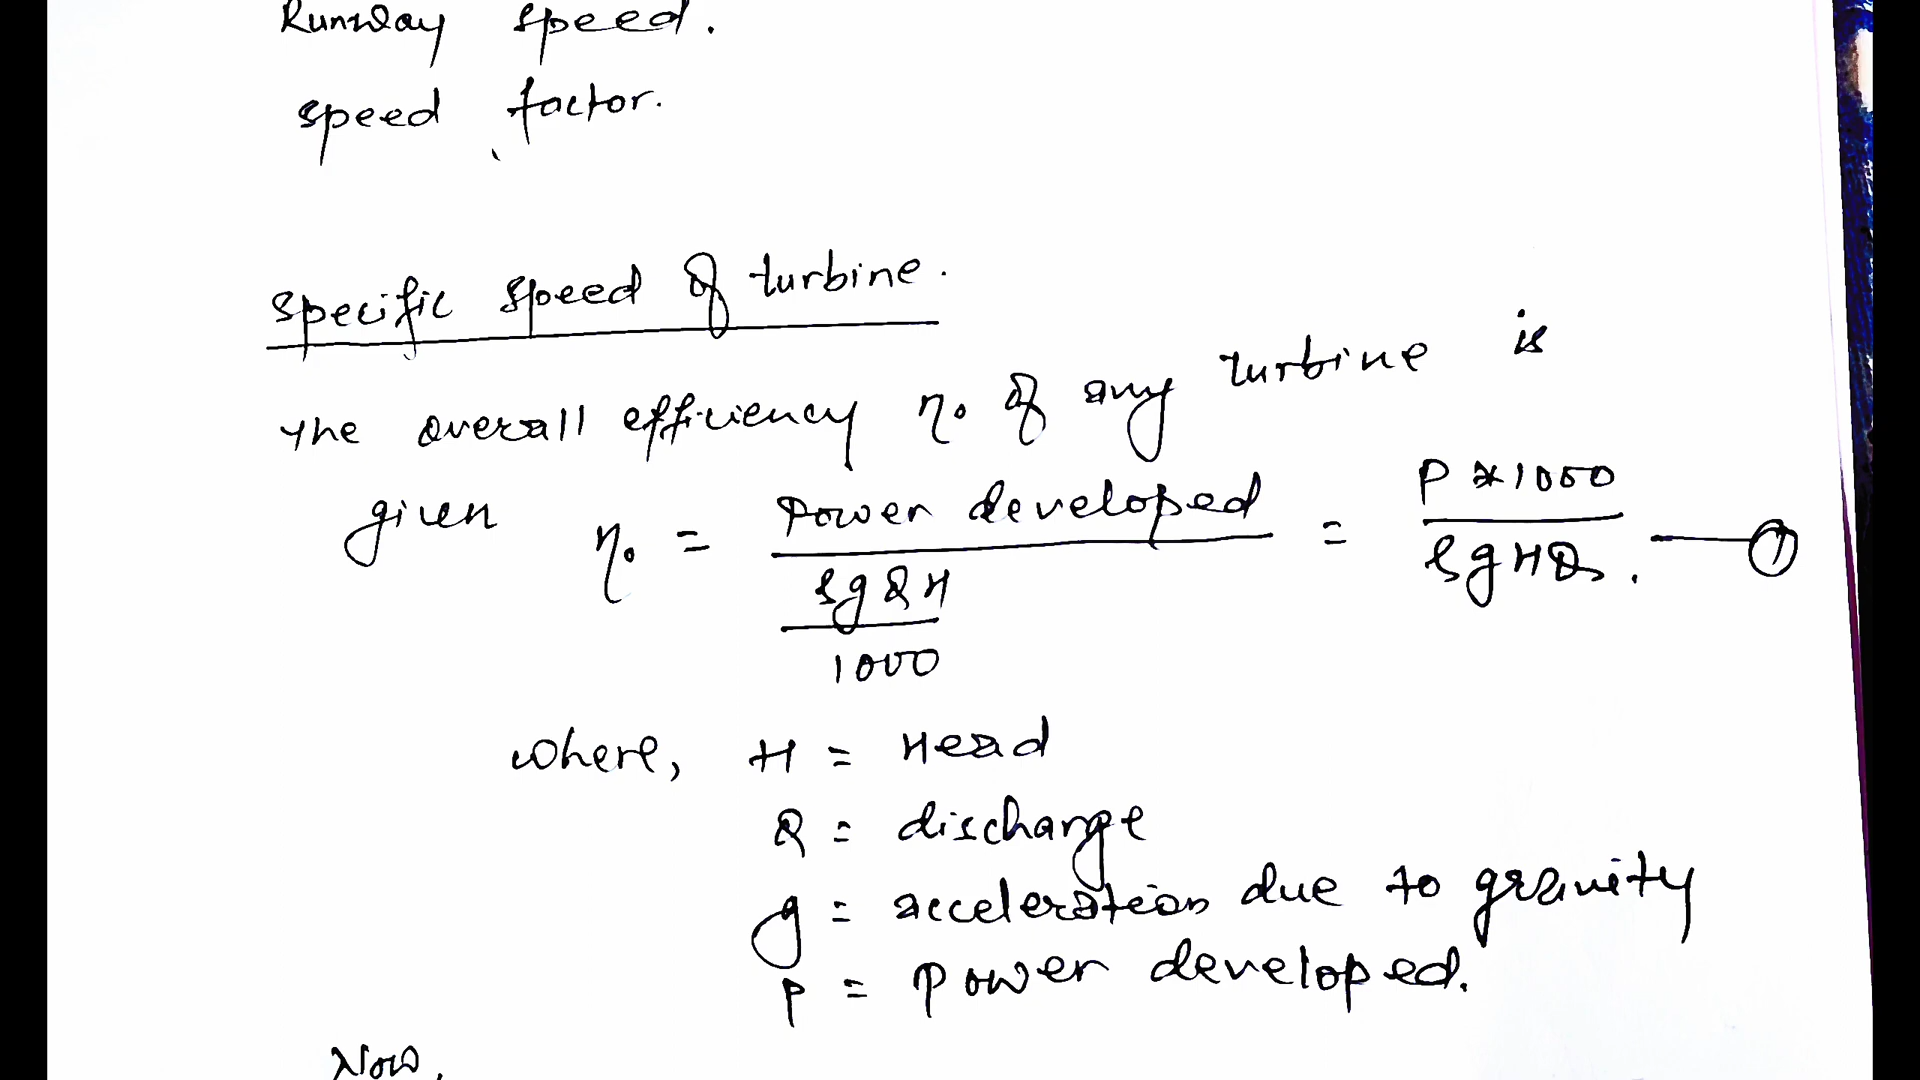 Runway speed.
speed factor.
specific speed of turbine.
The overall efficiency η₀ of any turbine is
given η₀ = Power developed / (ρgQH / 1000) = P × 1000 / ρgHQ. — ①
where, H = Head
Q = discharge
g = acceleration due to gravity
P = Power developed.
Now,